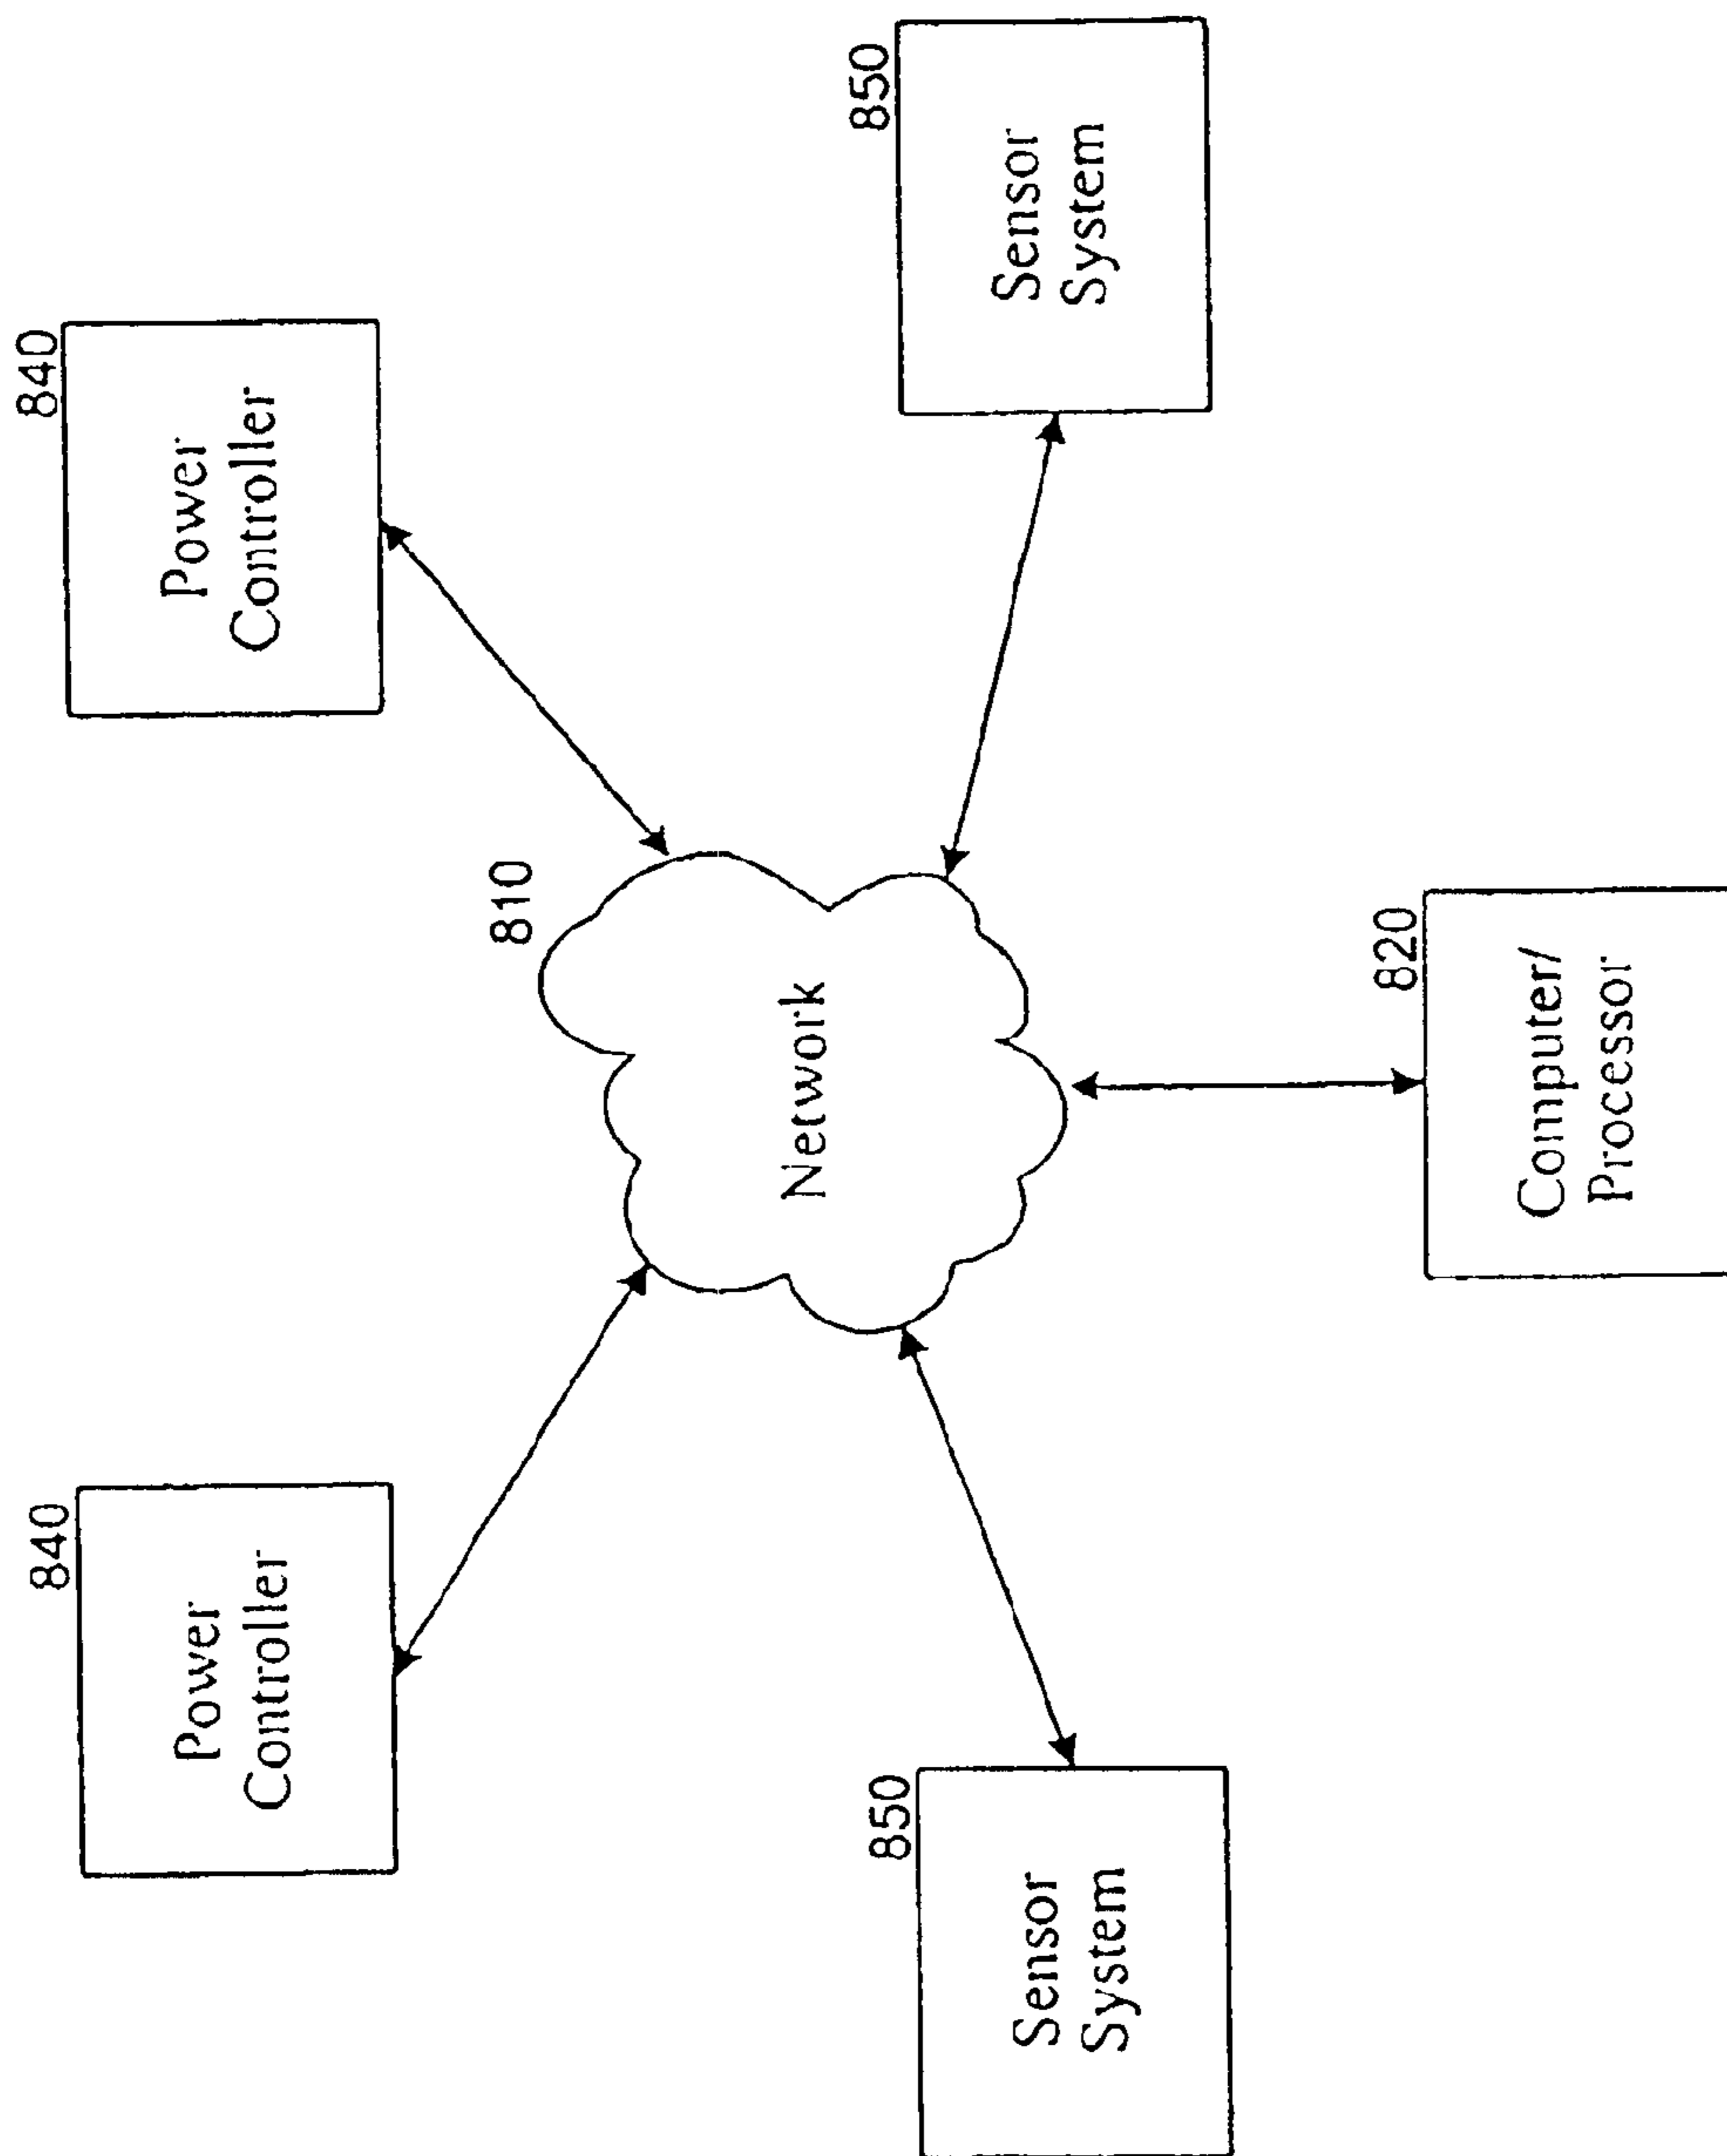 840
Power
Controller
840
Power
Controller
810
Network
850
Sensor
System
850
Sensor
System
820
Computer/
Processor